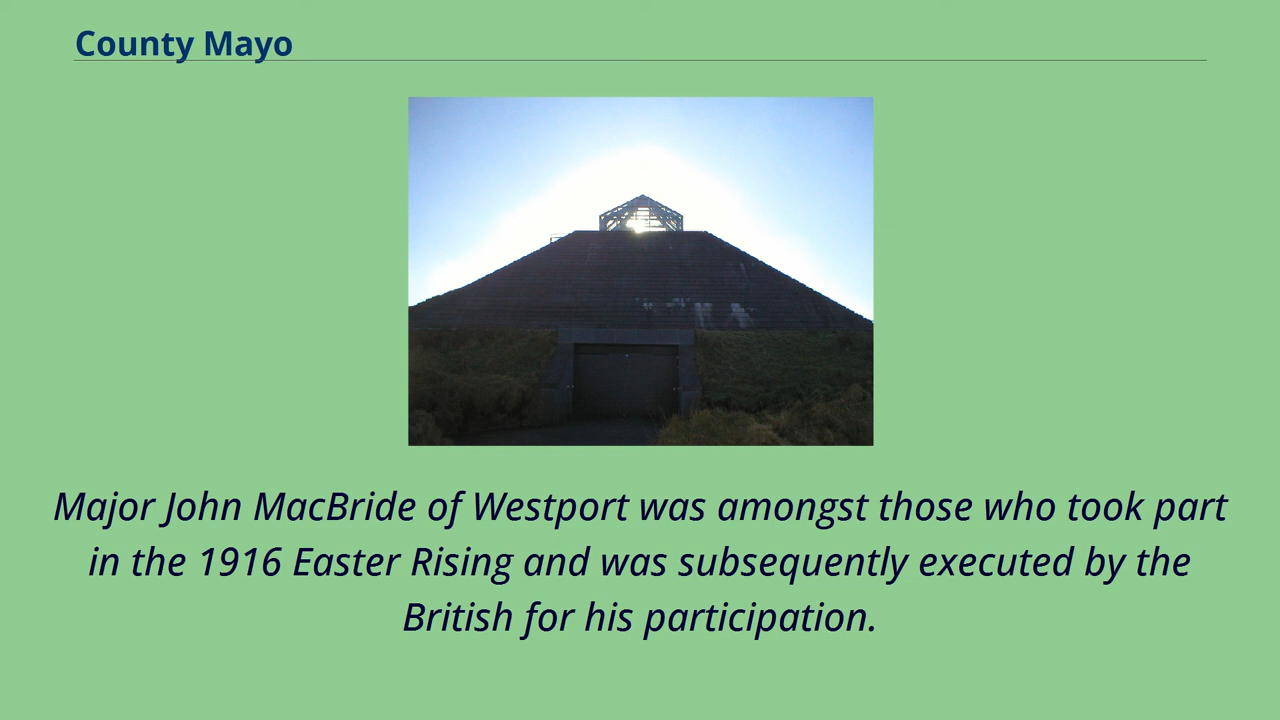 County Mayo
Major John MacBride of Westport was amongst those who took part
in the 1916 Easter Rising and was subsequently executed by the
British for his participation.